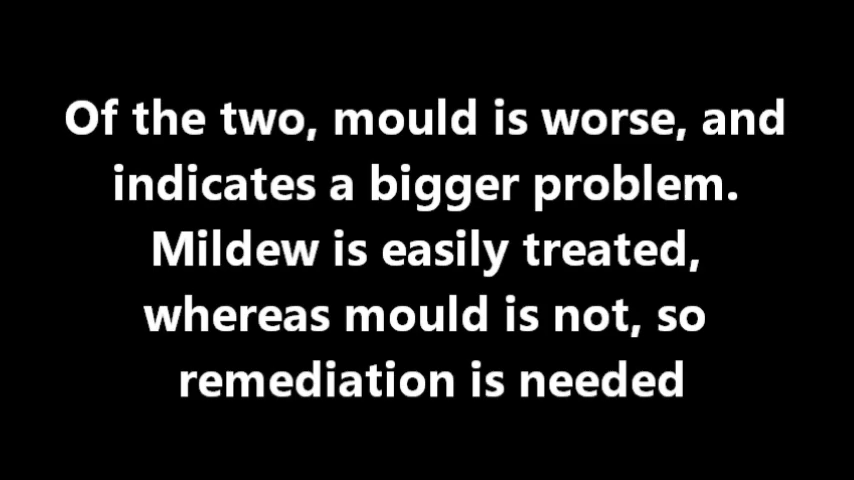 Of the two, mould is worse, and
indicates a bigger problem.
Mildew is easily treated,
whereas mould is not, so
remediation is needed